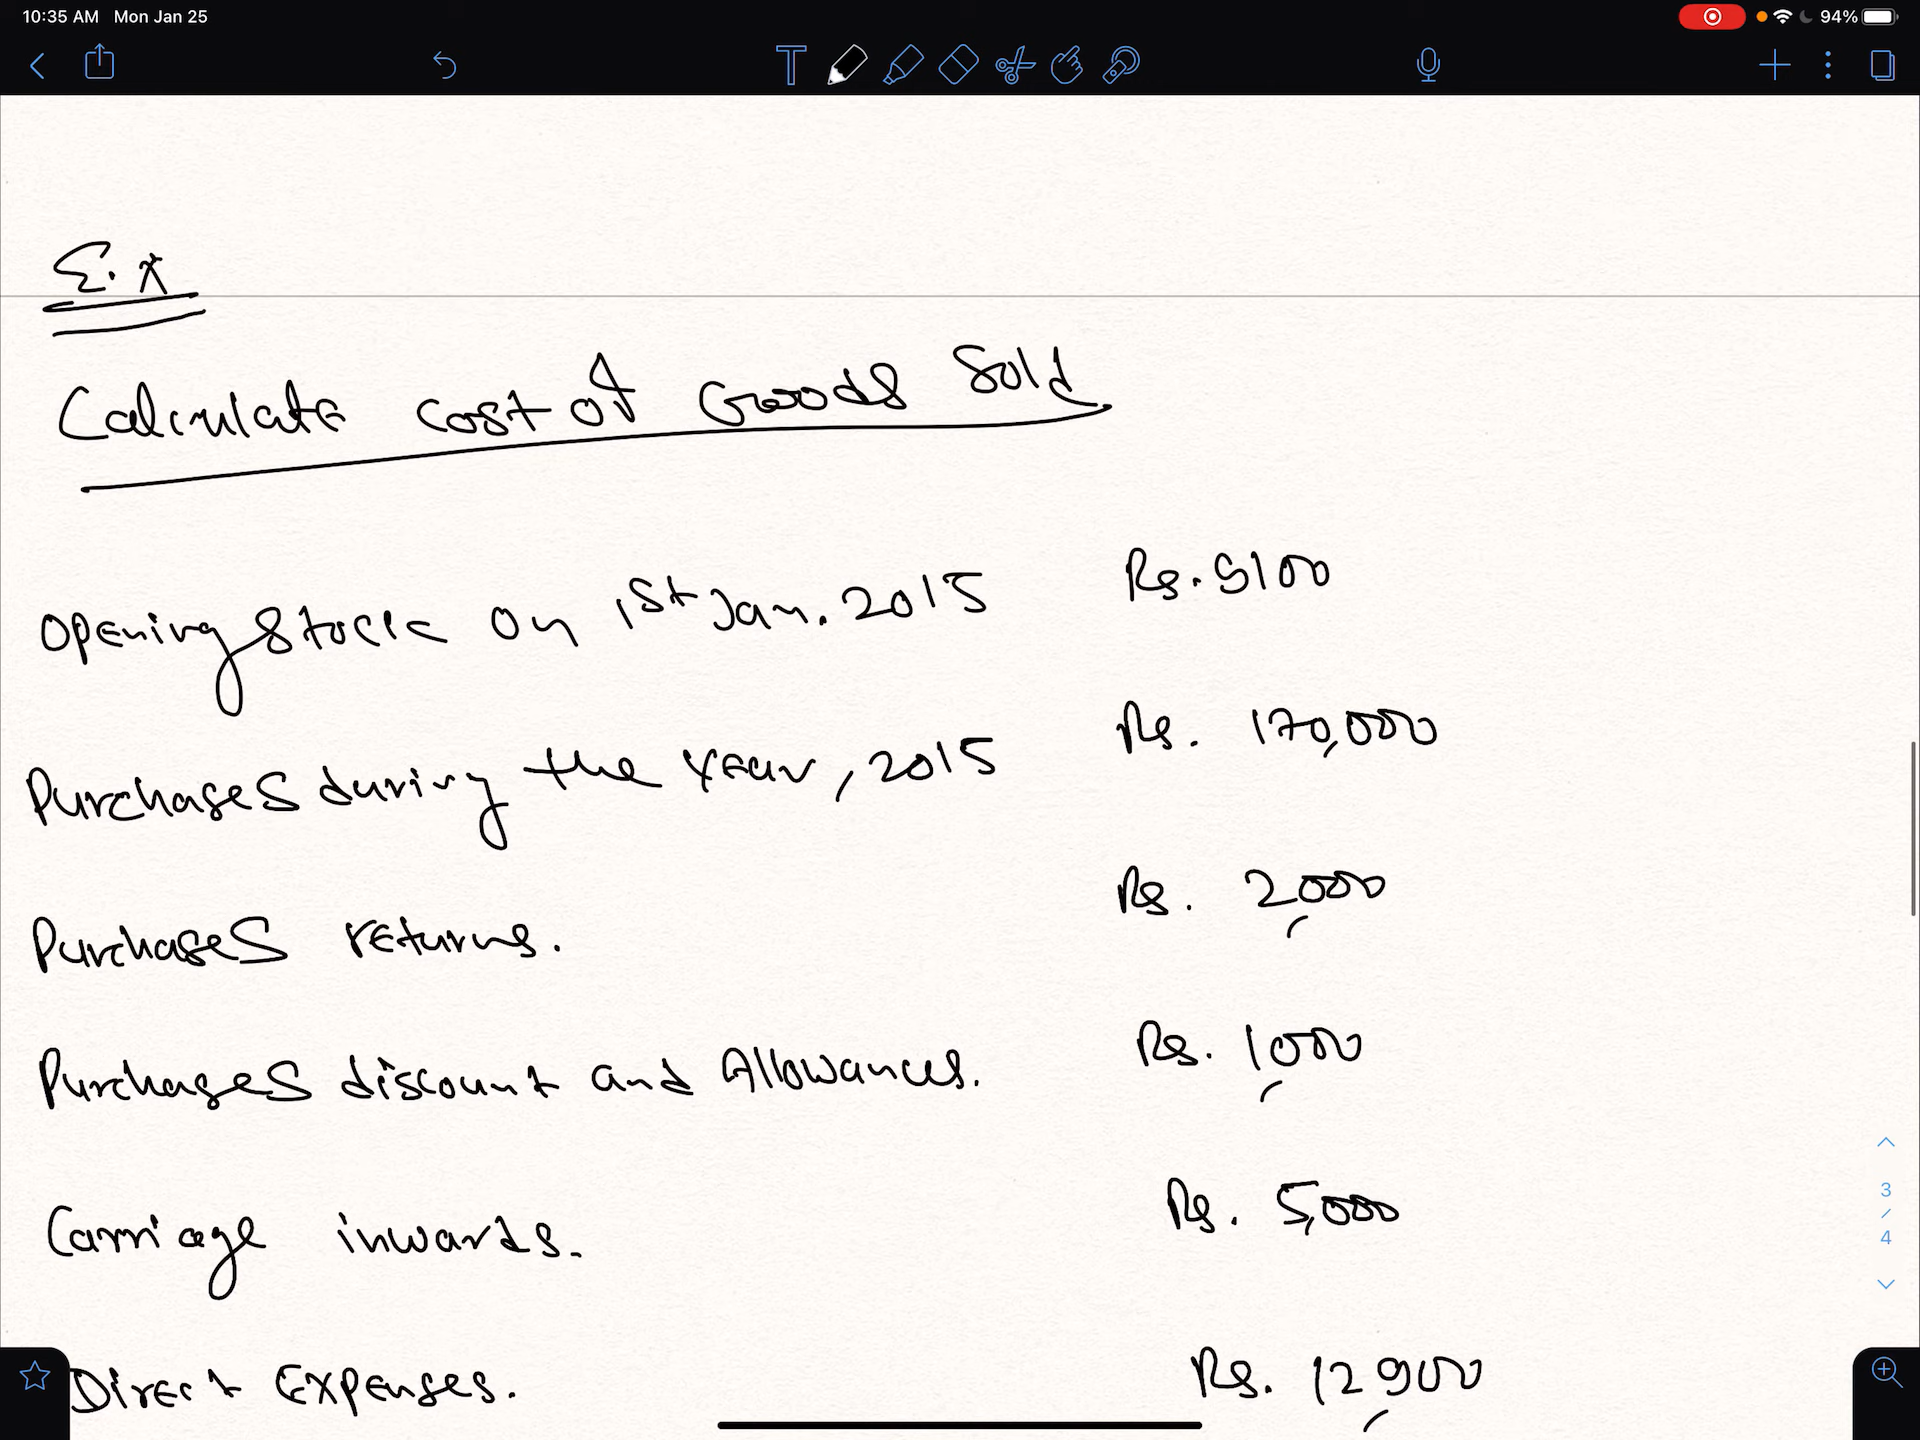 10:35 AM Mon Jan 25
94%
T
E.x
Calculate cost of Goods Sold
Opening Stock on 1st Jan. 2015 Rs.
Purchases during the Year, 2015 Rs. 170,000
Purchases returns. Rs. 2,000
Purchases discount and Allowances. Rs. 1,000
Carriage inwards. Rs. 5,000
Direct Expenses. Rs. 12,900
3
/
4